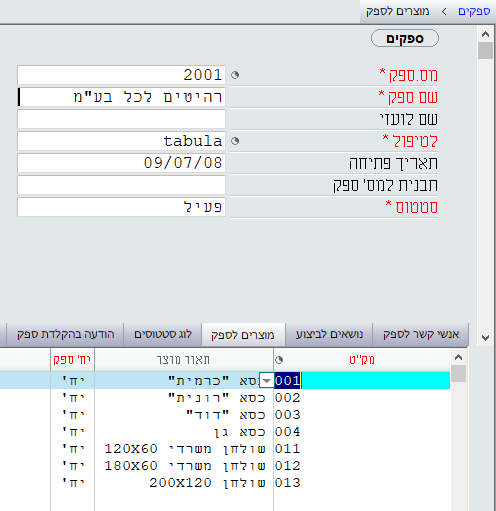 ספקים > מוצרים לספק
ספקים
מס.ספק * 2001
שם ספק * רהיטים לכל בע"מ
שם לועזי
לטיפול * tabula
תאריך פתיחה 09/07/08
תבנית למס' ספק
סטטוס * פעיל
אנשי קשר לספק נושאים לביצוע מוצרים לספק לוג סטטוסים הודעה בהקלדת ספק
מק"ט תאור מוצר יח' ספק
001 כסא "כרמית" יח'
002 כסא "רונית" יח'
003 כסא "דוד" יח'
004 כסא גן יח'
011 שולחן משרדי 120X60 יח'
012 שולחן משרדי 180X60 יח'
013 שולחן 200X120 יח'